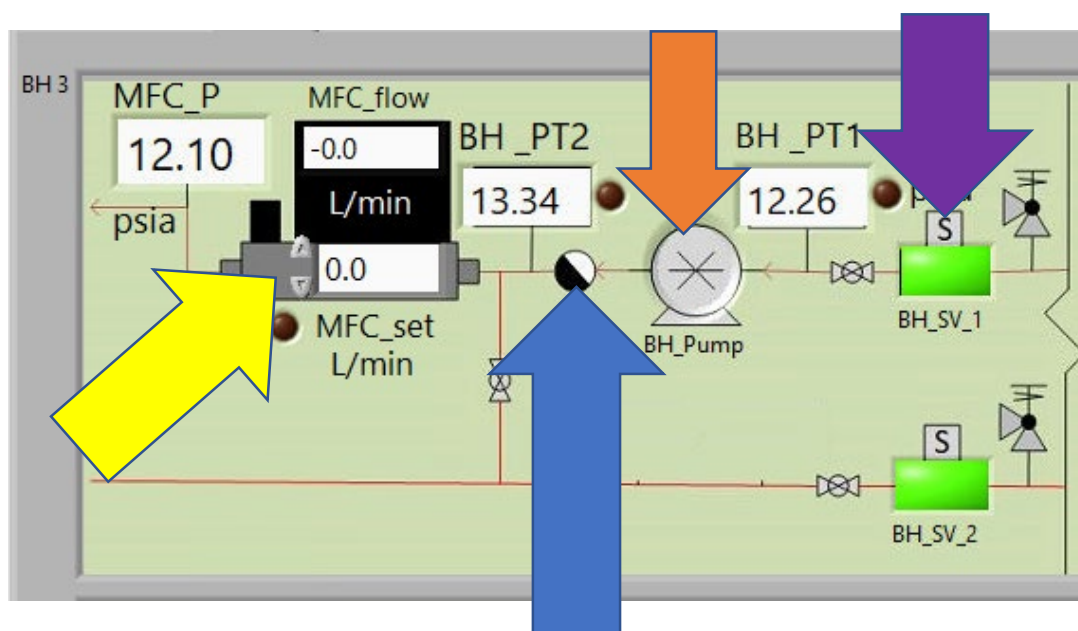 BH 3
MFC_P
MFC_flow
12.10
-0.0
BH _PT2
BH _PT1
psia
L/min
13.34
12.26
0.0
S
MFC_set
L/min
BH_Pump
BH_SV_1
S
BH_SV_2